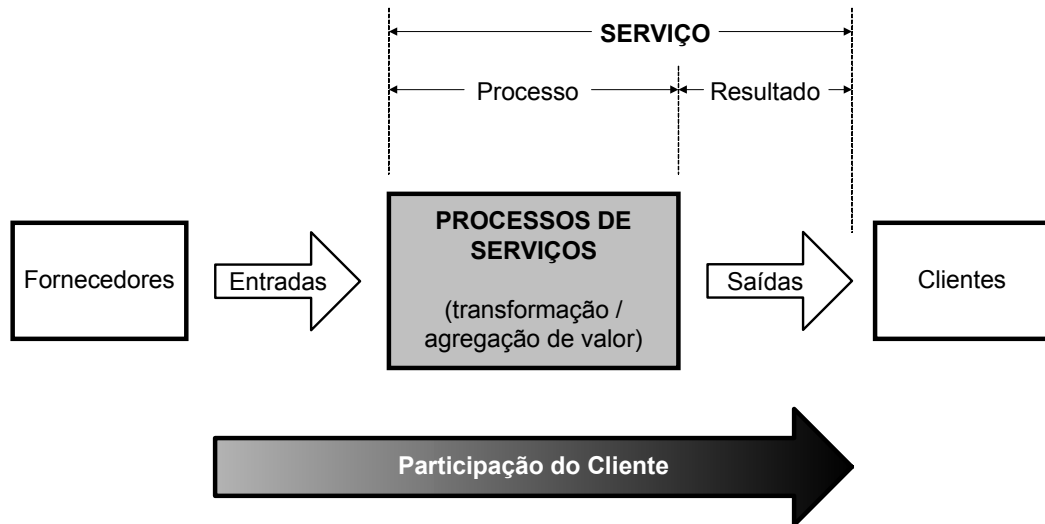 SERVIÇO
Processo
Resultado
PROCESSOS DE
SERVIÇOS
(transformação /
agregação de valor)
Fornecedores
Entradas
Saídas
Clientes
Participação do Cliente